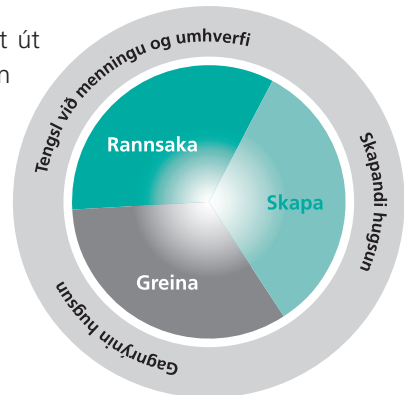 t út
n
Tengsl við menningu og umhverfi
Rannsaka
Skapa
Skapandi hugsun
Greina
Gagnrýnin hugsun